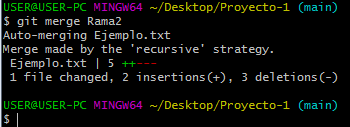 USER@USER-PC MINGW64 ~/Desktop/Proyecto-1 (main)
$ git merge Rama2
Auto-merging Ejemplo.txt
Merge made by the 'recursive' strategy.
 Ejemplo.txt | 5 ++---
 1 file changed, 2 insertions(+), 3 deletions(-)

USER@USER-PC MINGW64 ~/Desktop/Proyecto-1 (main)
$